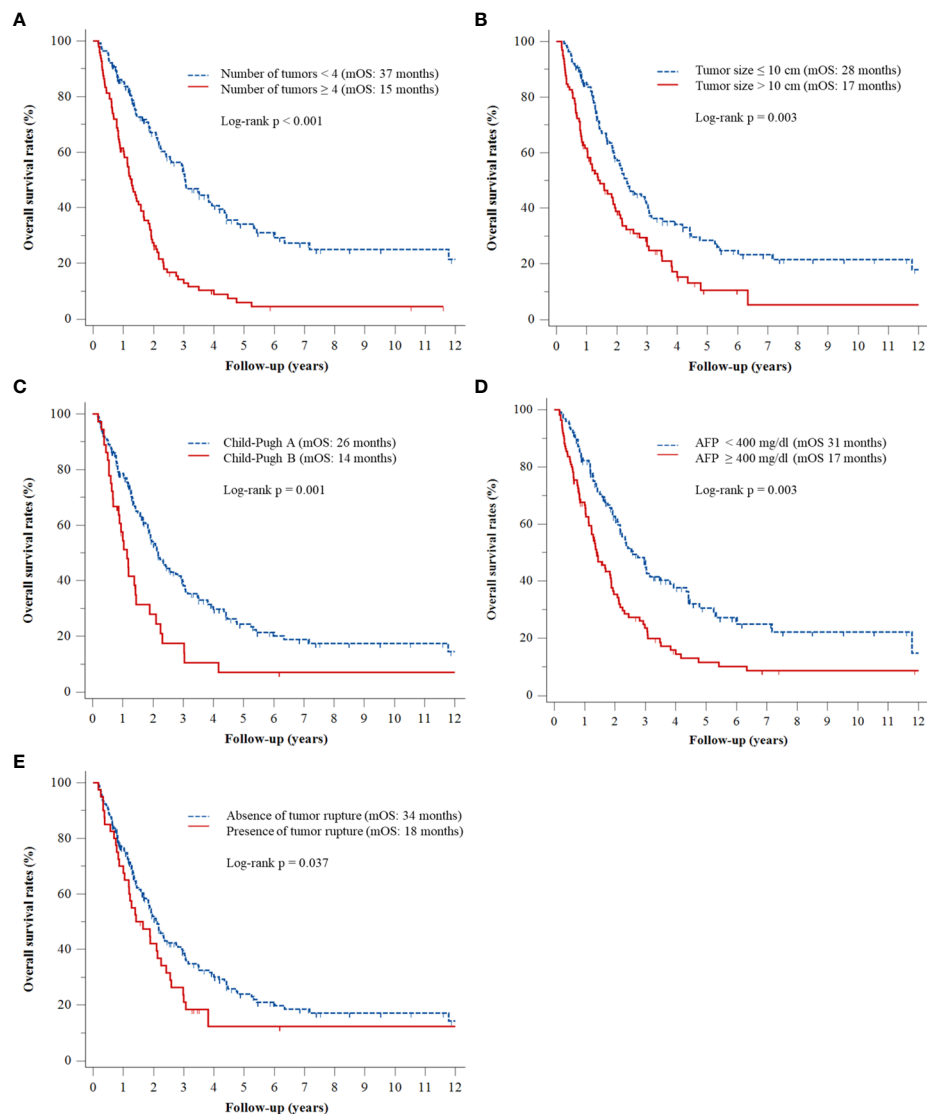 A
Overall survival rates (%)
100
80
60
40
20
0
Number of tumors < 4 (mOS: 37 months)
Number of tumors ≥ 4 (mOS: 15 months)
Log-rank p < 0.001
0 1 2 3 4 5 6 7 8 9 10 11 12
Follow-up (years)
B
Overall survival rates (%)
100
80
60
40
20
0
Tumor size ≤ 10 cm (mOS: 28 months)
Tumor size > 10 cm (mOS: 17 months)
Log-rank p = 0.003
0 1 2 3 4 5 6 7 8 9 10 11 12
Follow-up (years)
C
Overall survival rates (%)
100
80
60
40
20
0
Child-Pugh A (mOS: 26 months)
Child-Pugh B (mOS: 14 months)
Log-rank p = 0.001
0 1 2 3 4 5 6 7 8 9 10 11 12
Follow-up (years)
D
Overall survival rates (%)
100
80
60
40
20
0
AFP < 400 mg/dl (mOS 31 months)
AFP ≥ 400 mg/dl (mOS 17 months)
Log-rank p = 0.003
0 1 2 3 4 5 6 7 8 9 10 11 12
Follow-up (years)
E
Overall survival rates (%)
100
80
60
40
20
0
Absence of tumor rupture (mOS: 34 months)
Presence of tumor rupture (mOS: 18 months)
Log-rank p = 0.037
0 1 2 3 4 5 6 7 8 9 10 11 12
Follow-up (years)